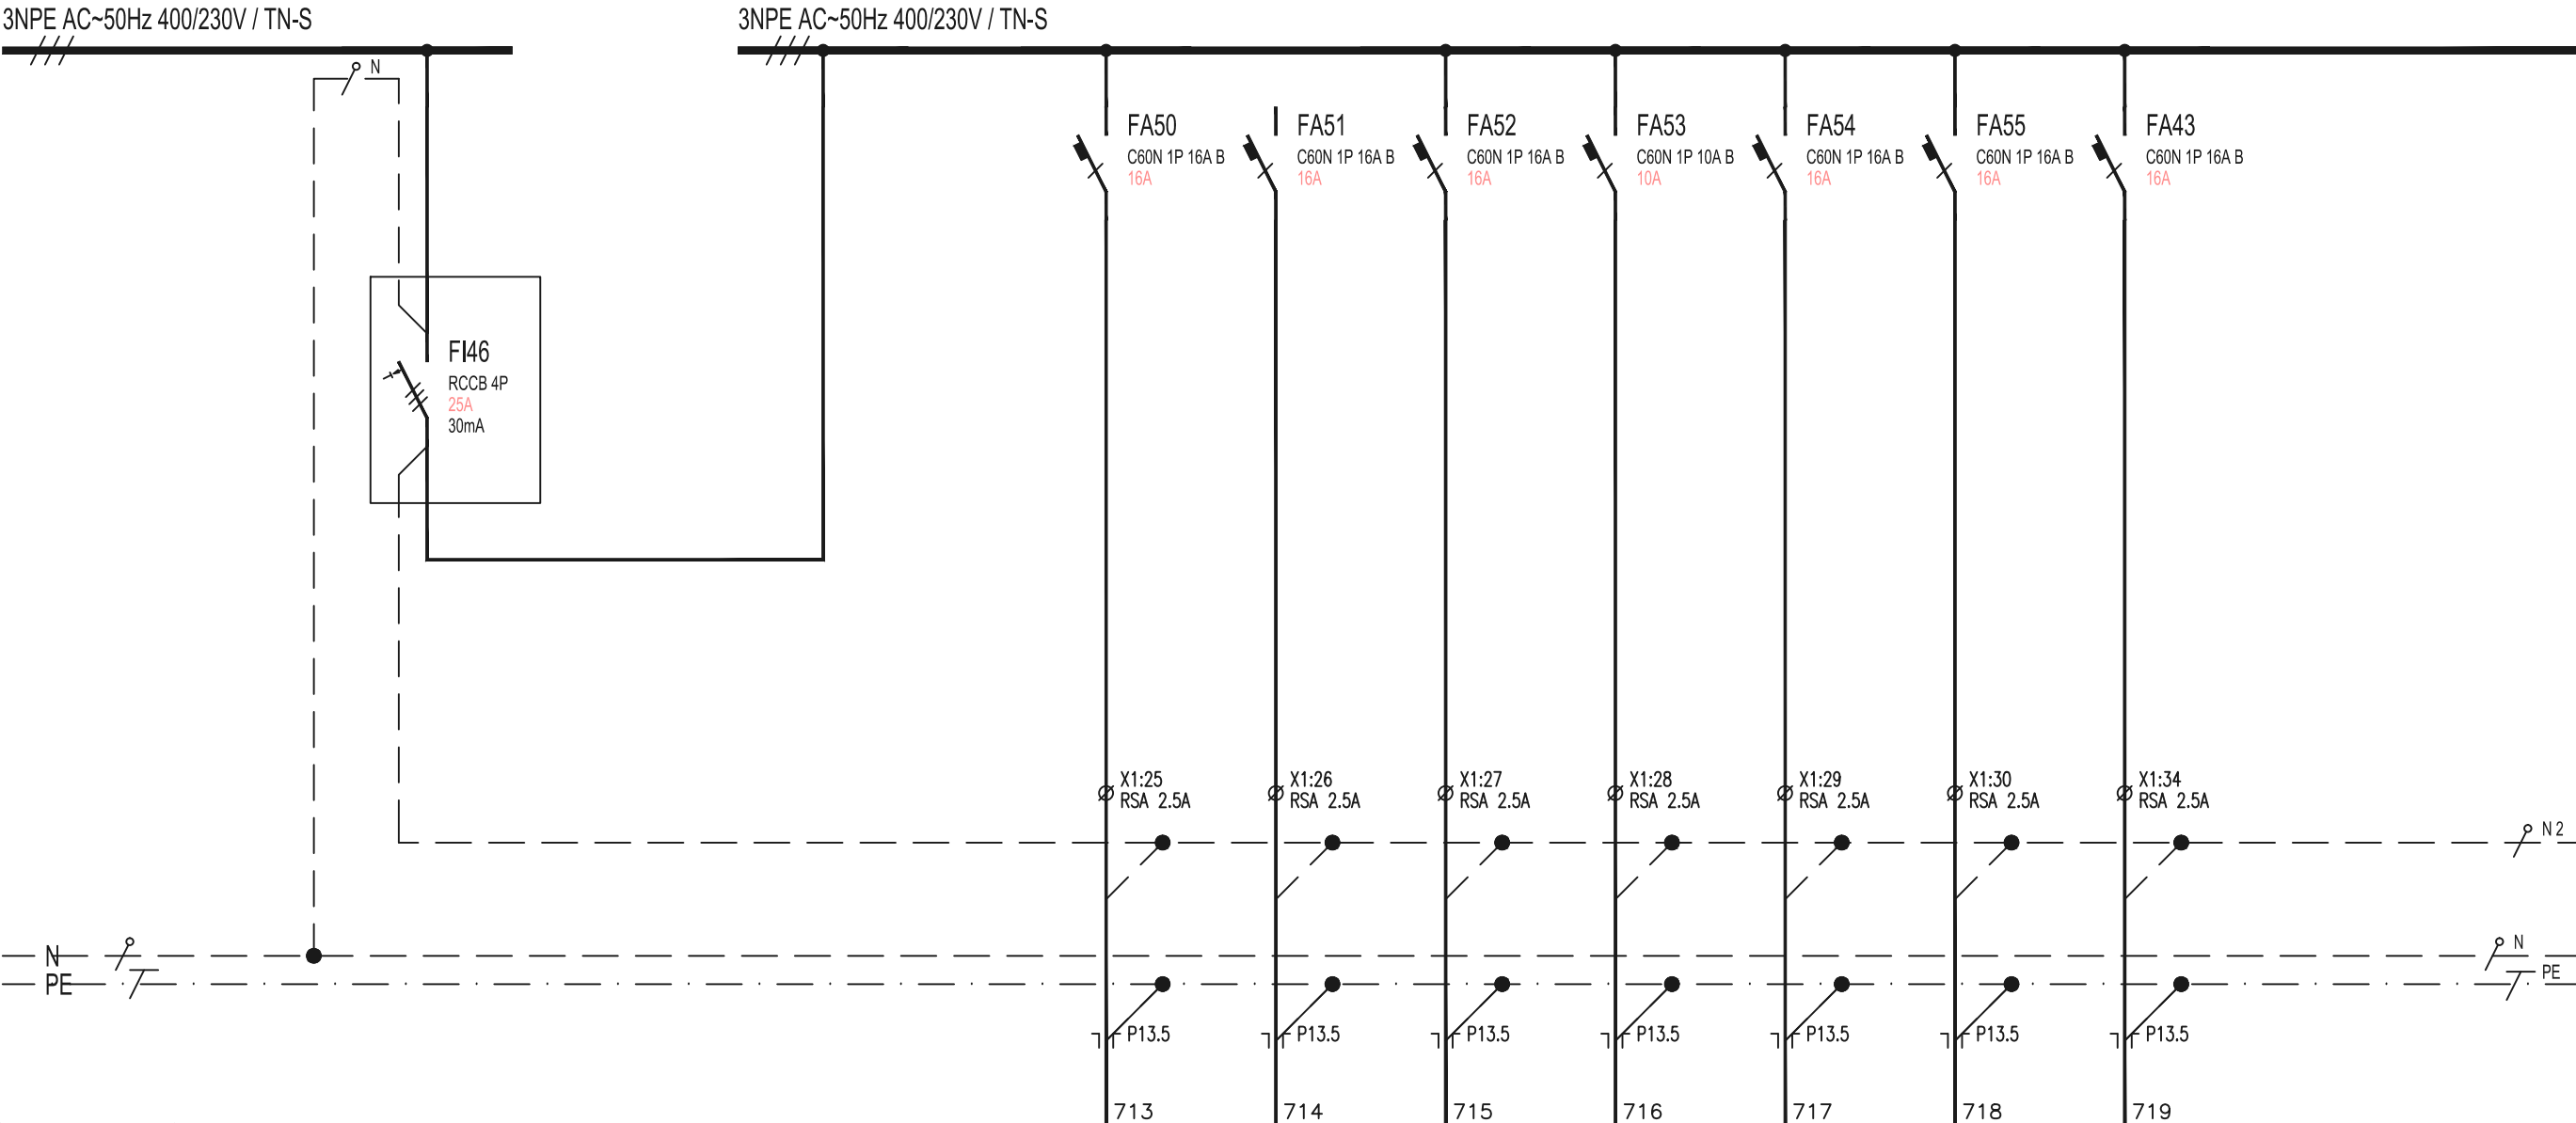 3NPE AC~50Hz 400/230V / TN-S
3NPE AC~50Hz 400/230V / TN-S
N
FA50
C60N 1P 16A B
16A
FA51
C60N 1P 16A B
16A
FA52
C60N 1P 16A B
16A
FA53
C60N 1P 10A B
10A
FA54
C60N 1P 16A B
16A
FA55
C60N 1P 16A B
16A
FA43
C60N 1P 16A B
16A
FI46
RCCB 4P
25A
30mA
X1:25
RSA 2.5A
X1:26
RSA 2.5A
X1:27
RSA 2.5A
X1:28
RSA 2.5A
X1:29
RSA 2.5A
X1:30
RSA 2.5A
X1:34
RSA 2.5A
N 2
N
N
PE
PE
P13.5
P13.5
P13.5
P13.5
P13.5
P13.5
P13.5
713
714
715
716
717
718
719